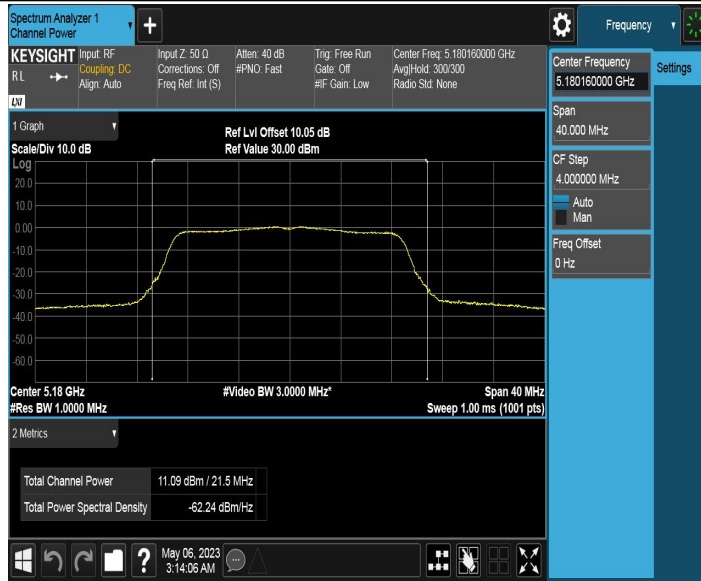 Spectrum Analyzer 1
Channel Power
+
Frequency
KEYSIGHT
RL
LXI
Input: RF
Coupling: DC
Align: Auto
Input Z: 50 Ω
Corrections: Off
Freq Ref: Int (S)
Atten: 40 dB
#PNO: Fast
Trig: Free Run
Gate: Off
#IF Gain: Low
Center Freq: 5.180160000 GHz
Avg|Hold: 300/300
Radio Std: None
Center Frequency
5.180160000 GHz
Settings
Span
40.000 MHz
CF Step
4.000000 MHz
Auto
Man
Freq Offset
0 Hz
1 Graph
Scale/Div 10.0 dB
Ref Lvl Offset 10.05 dB
Ref Value 30.00 dBm
Log
20.0
10.0
0.00
-10.0
-20.0
-30.0
-40.0
-50.0
-60.0
Center 5.18 GHz
#Video BW 3.0000 MHz*
Span 40 MHz
#Res BW 1.0000 MHz
Sweep 1.00 ms (1001 pts)
2 Metrics
Total Channel Power 11.09 dBm / 21.5 MHz
Total Power Spectral Density -62.24 dBm/Hz
?
May 06, 2023
3:14:06 AM